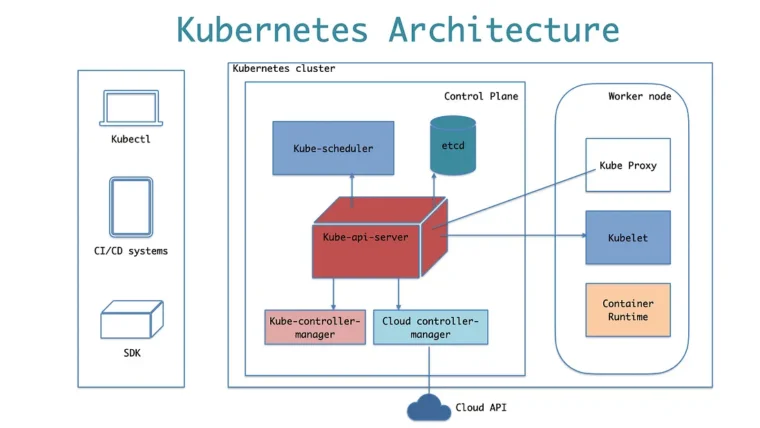 Kubernetes Architecture
Kubectl
CI/CD systems
SDK
Kubernetes cluster
Control Plane
Kube-scheduler
etcd
Kube-api-server
Kube-controller-
manager
Cloud controller-
manager
Cloud API
Worker node
Kube Proxy
Kubelet
Container
Runtime